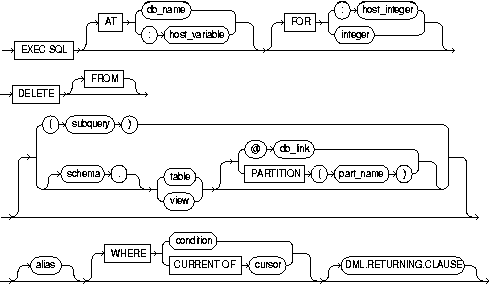 AT db_name FOR : host_integer
EXEC SQL : host_variable integer
DELETE FROM
( subquery )
schema . table @ db_link
view PARTITION ( part_name )
alias WHERE condition DML.RETURNING.CLAUSE
CURRENT OF cursor